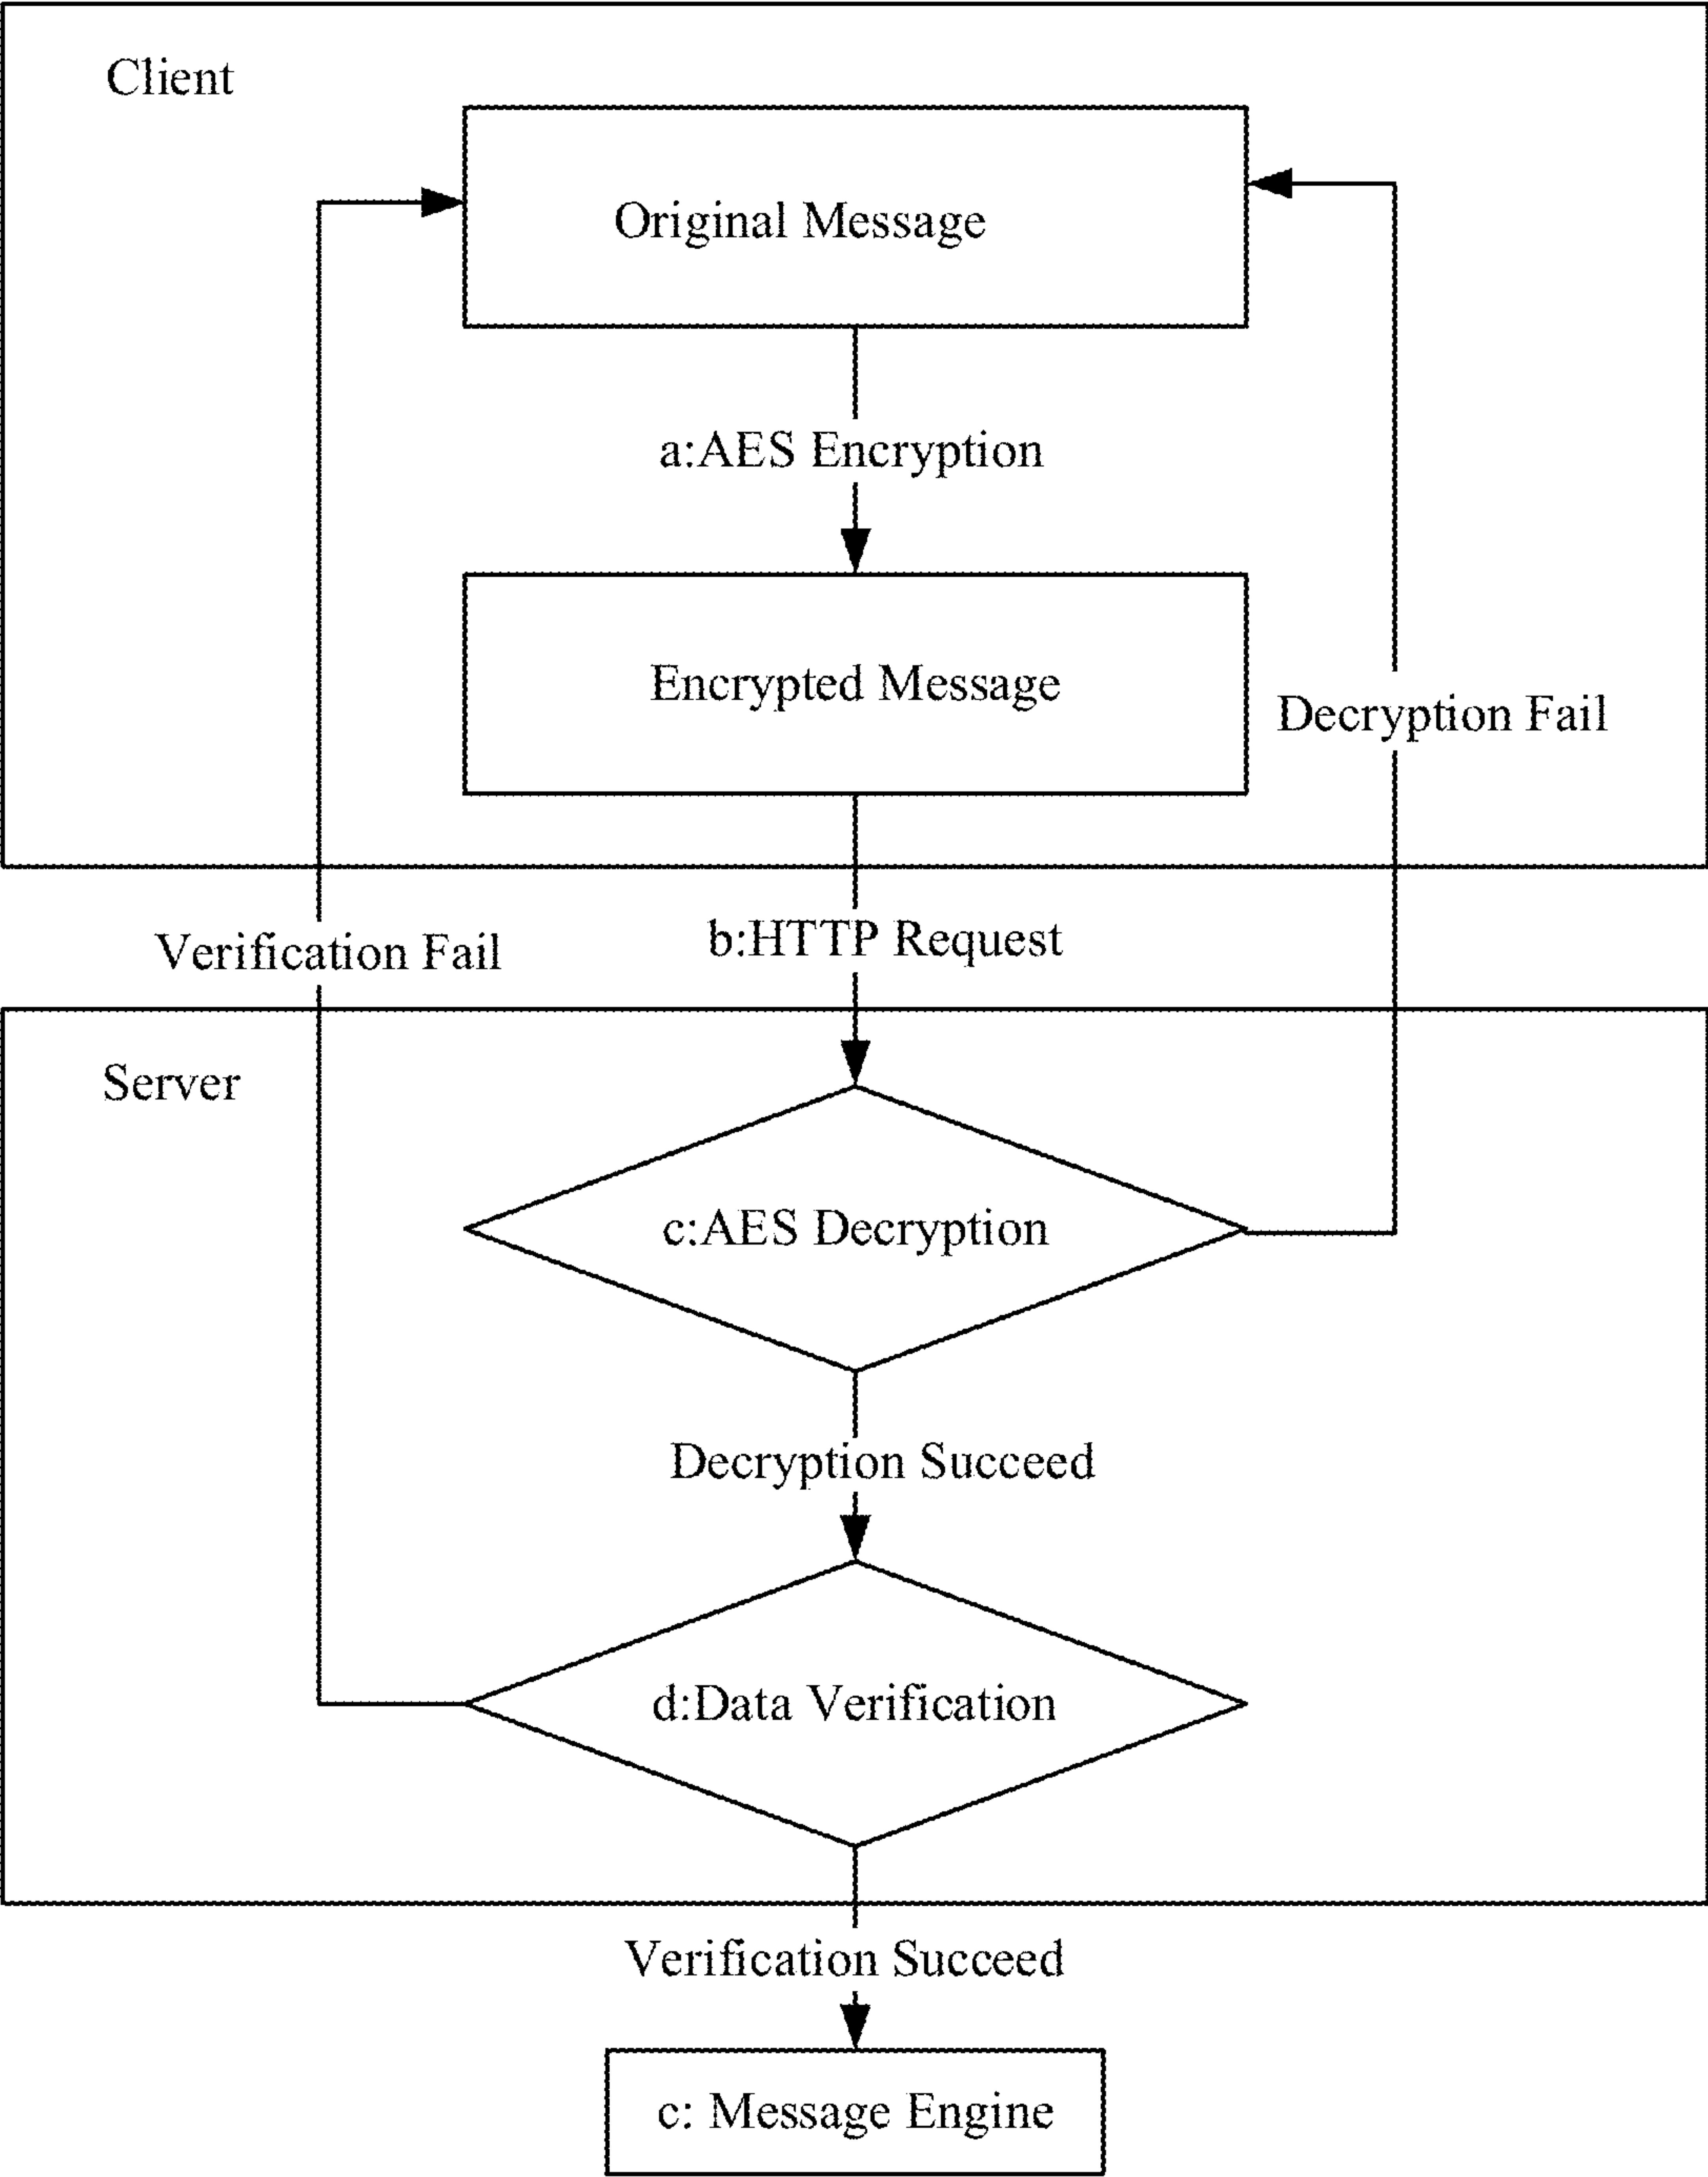 Client
Original Message
a:AES Encryption
Encrypted Message
Decryption Fail
Verification Fail
b:HTTP Request
Server
c:AES Decryption
Decryption Succeed
d:Data Verification
Verification Succeed
c: Message Engine